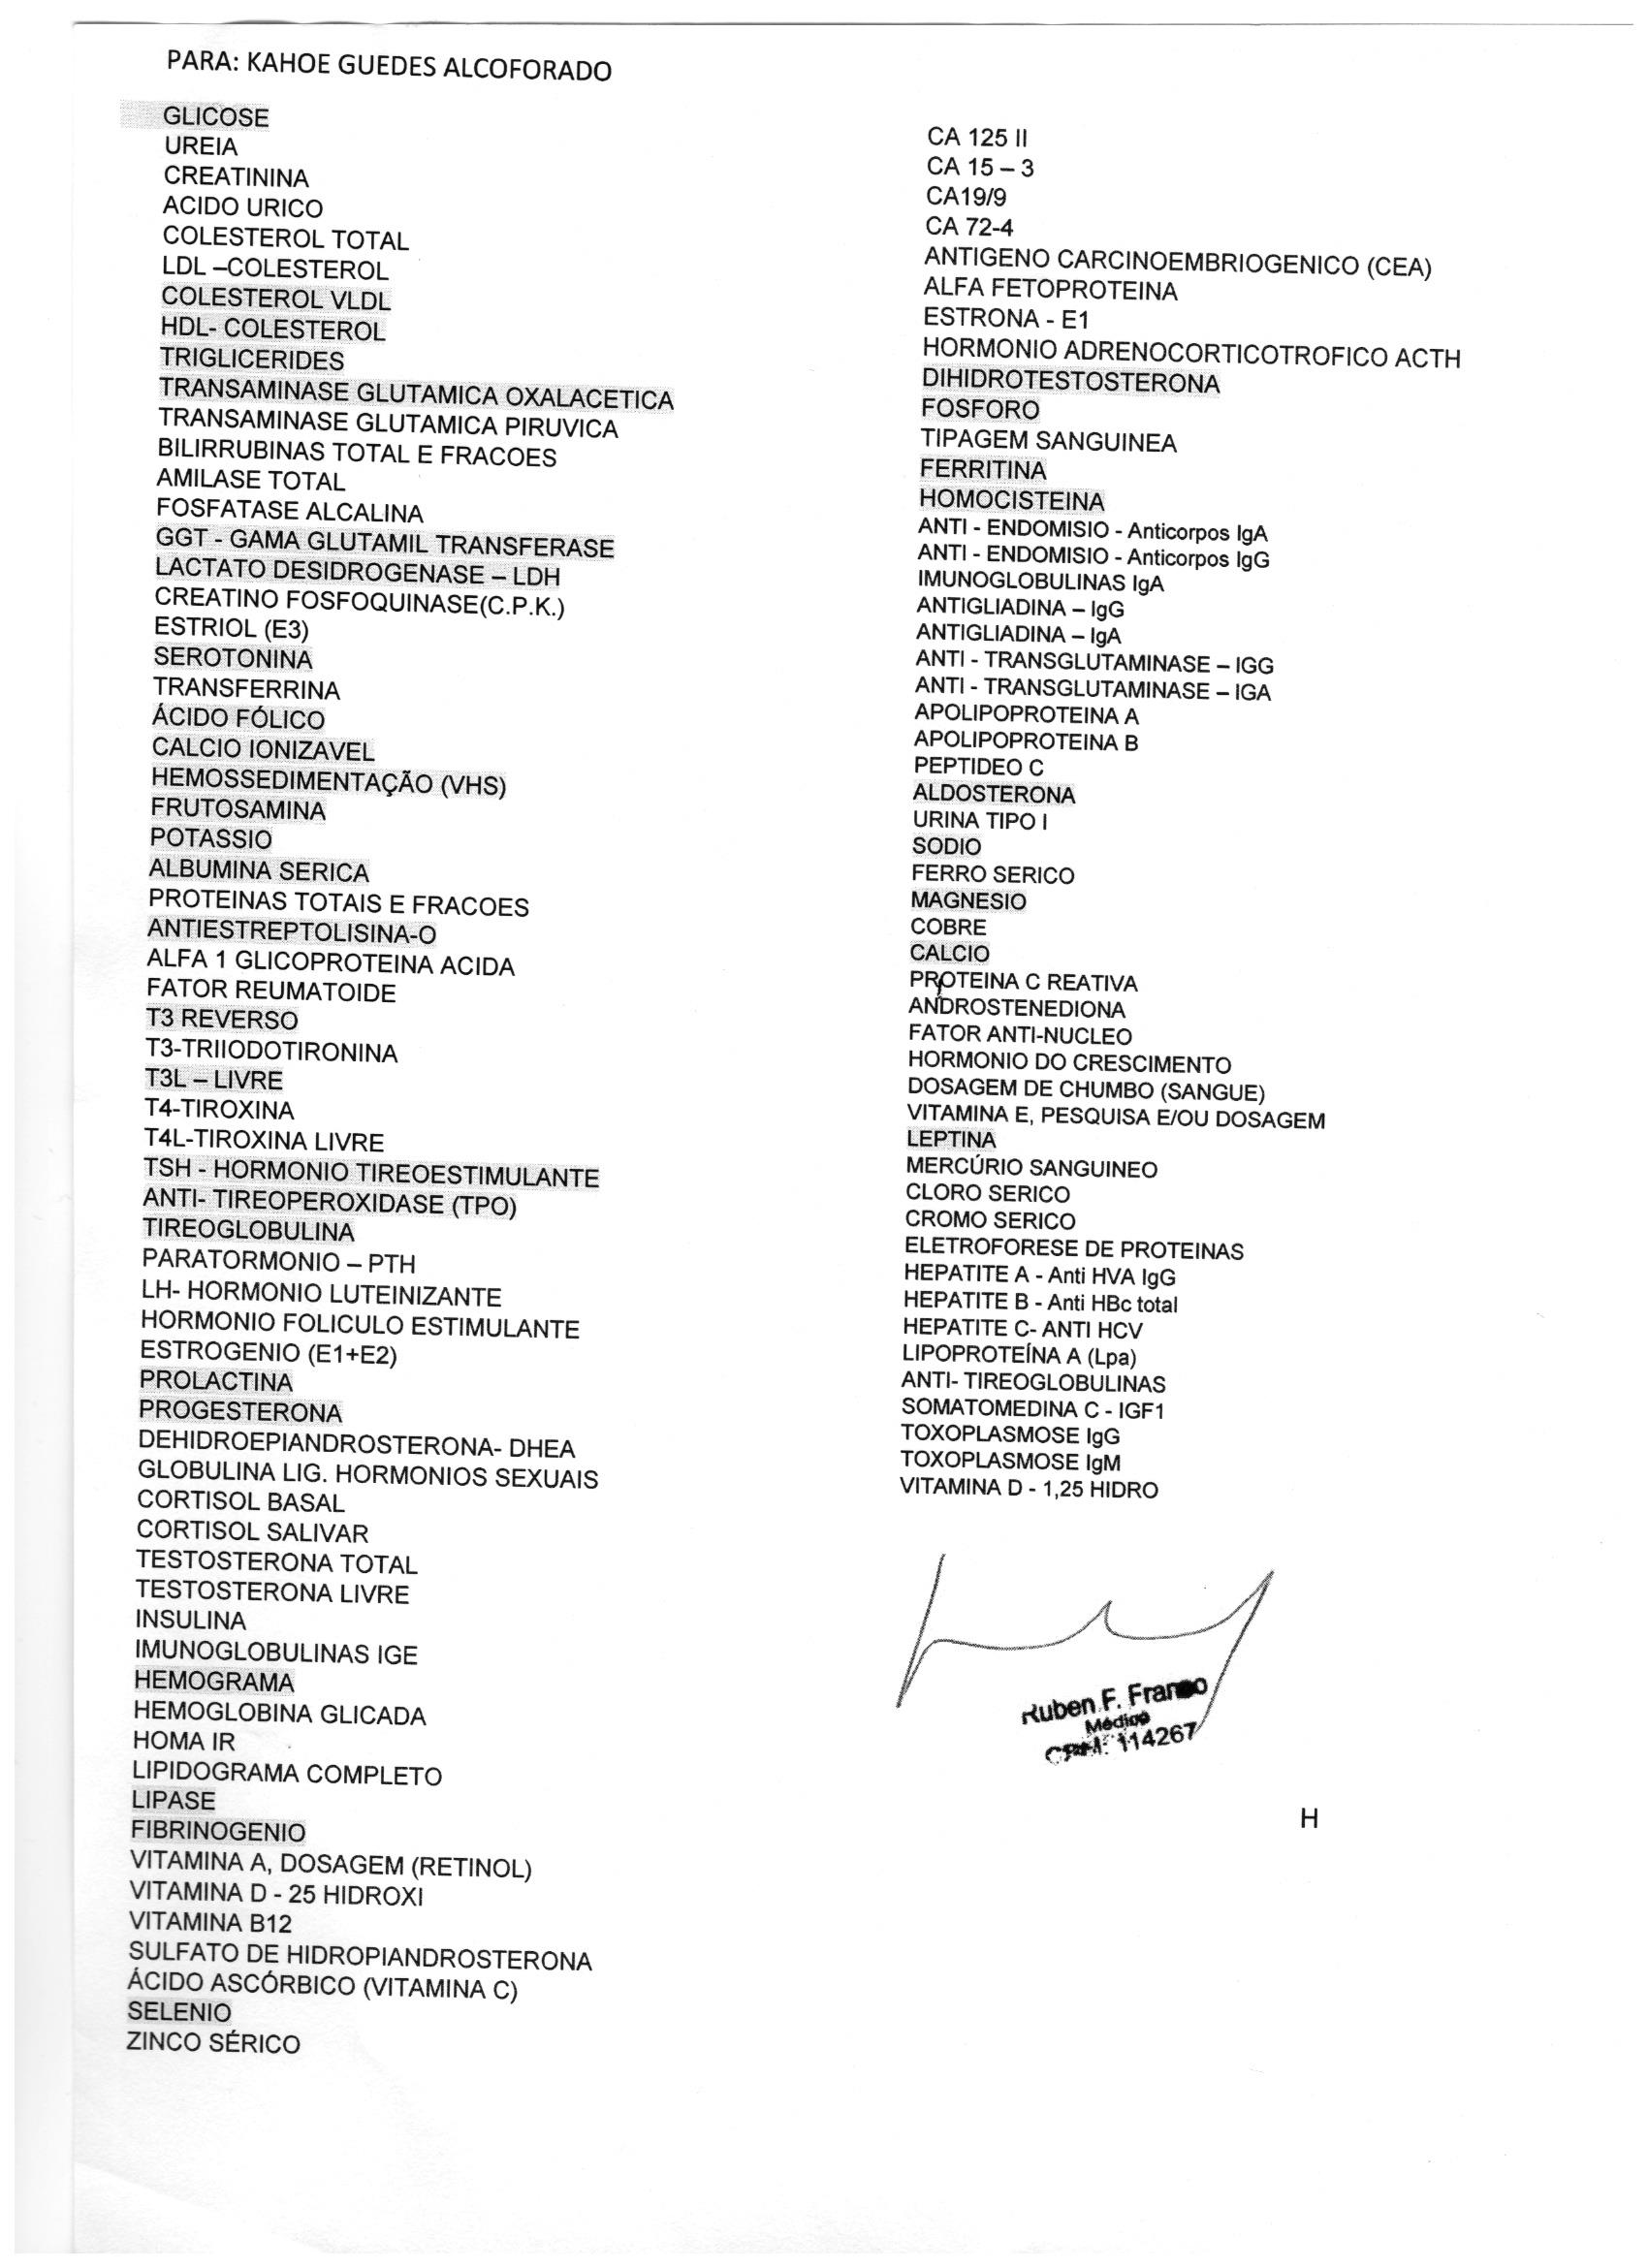 PARA: KAHOE GUEDES ALCOFORADO
GLICOSE
UREIA
CREATININA
ACIDO URICO
COLESTEROL TOTAL
LDL –COLESTEROL
COLESTEROL VLDL
HDL- COLESTEROL
TRIGLICERIDES
TRANSAMINASE GLUTAMICA OXALACETICA
TRANSAMINASE GLUTAMICA PIRUVICA
BILIRRUBINAS TOTAL E FRACOES
AMILASE TOTAL
FOSFATASE ALCALINA
GGT - GAMA GLUTAMIL TRANSFERASE
LACTATO DESIDROGENASE – LDH
CREATINO FOSFOQUINASE(C.P.K.)
ESTRIOL (E3)
SEROTONINA
TRANSFERRINA
ÁCIDO FÓLICO
CALCIO IONIZAVEL
HEMOSSEDIMENTAÇÃO (VHS)
FRUTOSAMINA
POTASSIO
ALBUMINA SERICA
PROTEINAS TOTAIS E FRACOES
ANTIESTREPTOLISINA-O
ALFA 1 GLICOPROTEINA ACIDA
FATOR REUMATOIDE
T3 REVERSO
T3-TRIIODOTIRONINA
T3L – LIVRE
T4-TIROXINA
T4L-TIROXINA LIVRE
TSH - HORMONIO TIREOESTIMULANTE
ANTI- TIREOPEROXIDASE (TPO)
TIREOGLOBULINA
PARATORMONIO – PTH
LH- HORMONIO LUTEINIZANTE
HORMONIO FOLICULO ESTIMULANTE
ESTROGENIO (E1+E2)
PROLACTINA
PROGESTERONA
DEHIDROEPIANDROSTERONA- DHEA
GLOBULINA LIG. HORMONIOS SEXUAIS
CORTISOL BASAL
CORTISOL SALIVAR
TESTOSTERONA TOTAL
TESTOSTERONA LIVRE
INSULINA
IMUNOGLOBULINAS IGE
HEMOGRAMA
HEMOGLOBINA GLICADA
HOMA IR
LIPIDOGRAMA COMPLETO
LIPASE
FIBRINOGENIO
VITAMINA A, DOSAGEM (RETINOL)
VITAMINA D - 25 HIDROXI
VITAMINA B12
SULFATO DE HIDROPIANDROSTERONA
ÁCIDO ASCÓRBICO (VITAMINA C)
SELENIO
ZINCO SÉRICO
CA 125 II
CA 15 – 3
CA19/9
CA 72-4
ANTIGENO CARCINOEMBRIOGENICO (CEA)
ALFA FETOPROTEINA
ESTRONA - E1
HORMONIO ADRENOCORTICOTROFICO ACTH
DIHIDROTESTOSTERONA
FOSFORO
TIPAGEM SANGUINEA
FERRITINA
HOMOCISTEINA
ANTI - ENDOMISIO - Anticorpos IgA
ANTI - ENDOMISIO - Anticorpos IgG
IMUNOGLOBULINAS IgA
ANTIGLIADINA – IgG
ANTIGLIADINA – IgA
ANTI - TRANSGLUTAMINASE – IGG
ANTI - TRANSGLUTAMINASE – IGA
APOLIPOPROTEINA A
APOLIPOPROTEINA B
PEPTIDEO C
ALDOSTERONA
URINA TIPO I
SODIO
FERRO SERICO
MAGNESIO
COBRE
CALCIO
PROTEINA C REATIVA
ANDROSTENEDIONA
FATOR ANTI-NUCLEO
HORMONIO DO CRESCIMENTO
DOSAGEM DE CHUMBO (SANGUE)
VITAMINA E, PESQUISA E/OU DOSAGEM
LEPTINA
MERCÚRIO SANGUINEO
CLORO SERICO
CROMO SERICO
ELETROFORESE DE PROTEINAS
HEPATITE A - Anti HVA IgG
HEPATITE B - Anti HBc total
HEPATITE C- ANTI HCV
LIPOPROTEÍNA A (Lpa)
ANTI- TIREOGLOBULINAS
SOMATOMEDINA C - IGF1
TOXOPLASMOSE IgG
TOXOPLASMOSE IgM
VITAMINA D - 1,25 HIDRO
Ruben F. Franco
Médico
CRM: 114267
H